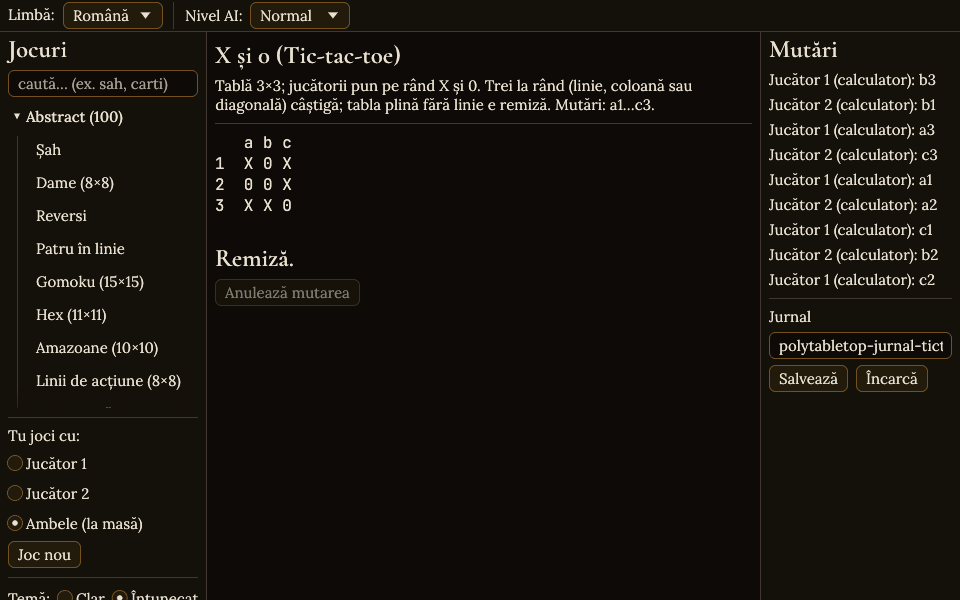 Limbă: Română Nivel AI: Normal
Jocuri
caută... (ex. sah, carti)
Abstract (100)
Șah
Dame (8×8)
Reversi
Patru în linie
Gomoku (15×15)
Hex (11×11)
Amazoane (10×10)
Linii de acțiune (8×8)
Tu joci cu:
Jucător 1
Jucător 2
Ambele (la masă)
Joc nou
Temă: Clar Întunecat
X și 0 (Tic-tac-toe)
Tablă 3×3; jucătorii pun pe rând X și 0. Trei la rând (linie, coloană sau
diagonală) câștigă; tabla plină fără linie e remiză. Mutări: a1...c3.
a b c
1 X 0 X
2 0 0 X
3 X X 0
Remiză.
Anulează mutarea
Mutări
Jucător 1 (calculator): b3
Jucător 2 (calculator): b1
Jucător 1 (calculator): a3
Jucător 2 (calculator): c3
Jucător 1 (calculator): a1
Jucător 2 (calculator): a2
Jucător 1 (calculator): c1
Jucător 2 (calculator): b2
Jucător 1 (calculator): c2
Jurnal
polytabletop-jurnal-tict
Salvează Încarcă